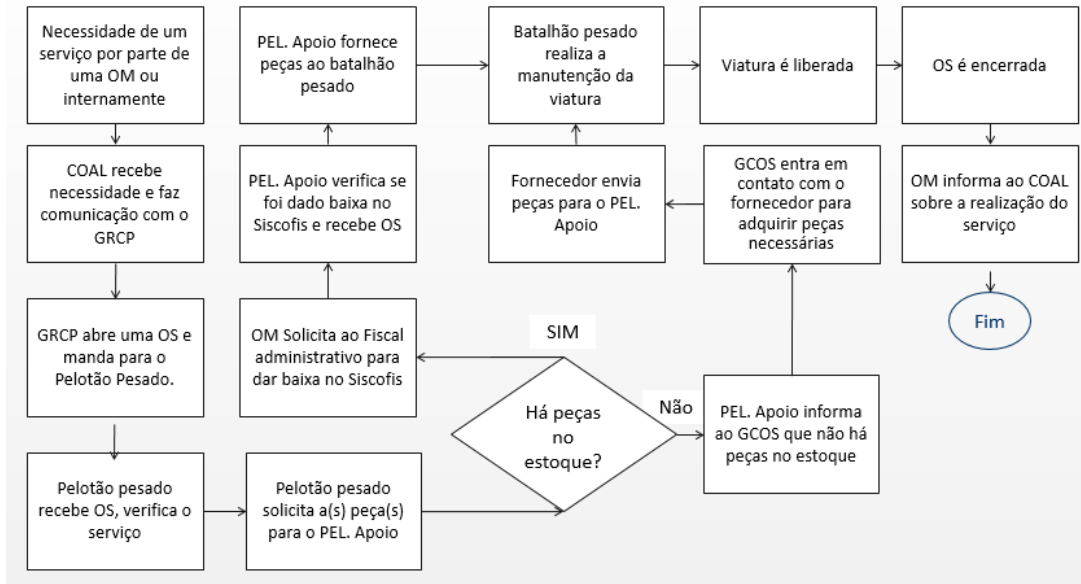 Necessidade de um
serviço por parte de
uma OM ou
internamente
PEL. Apoio fornece
peças ao batalhão
pesado
Batalhão pesado
realiza a
manutenção da
viatura
Viatura é liberada
OS é encerrada
COAL recebe
necessidade e faz
comunicação com o
GRCP
PEL. Apoio verifica se
foi dado baixa no
Siscofis e recebe OS
Fornecedor envia
peças para o PEL.
Apoio
GCOS entra em
contato com o
fornecedor para
adquirir peças
necessárias
OM informa ao COAL
sobre a realização do
serviço
GRCP abre uma OS e
manda para o
Pelotão Pesado.
OM Solicita ao Fiscal
administrativo para
dar baixa no Siscofis
SIM
Fim
Há peças
no
estoque?
Não
PEL. Apoio informa
ao GCOS que não há
peças no estoque
Pelotão pesado
recebe OS, verifica o
serviço
Pelotão pesado
solicita a(s) peça(s)
para o PEL. Apoio